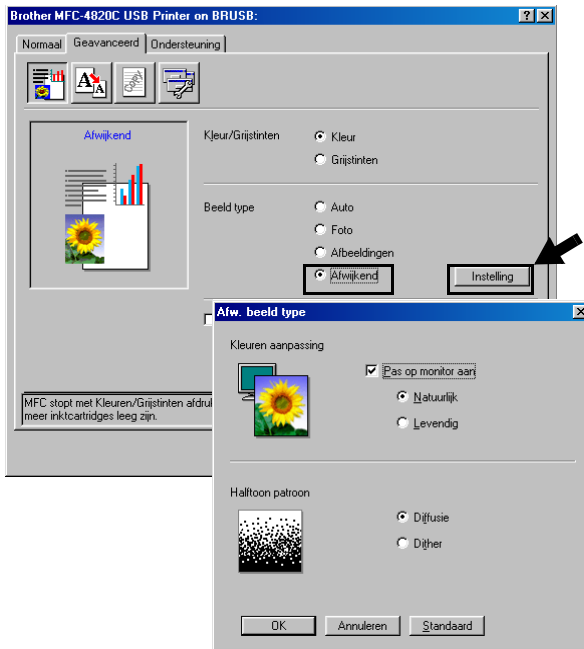 Brother MFC-4820C USB Printer on BRUSB:
Normaal Geavanceerd Ondersteuning
A A
Copy
Afwijkend
Kleur/Grijstinten
Kleur
Grijstinten
Beeld type
Auto
Foto
Afbeeldingen
Afwijkend
Instelling
MFC stopt met Kleuren/Grijstinten afdru
meer inktcartridges leeg zijn.
Afw. beeld type
Kleuren aanpassing
Pas op monitor aan
Natuurlijk
Levendig
Halftoon patroon
Diffusie
Dither
OK Annuleren Standaard